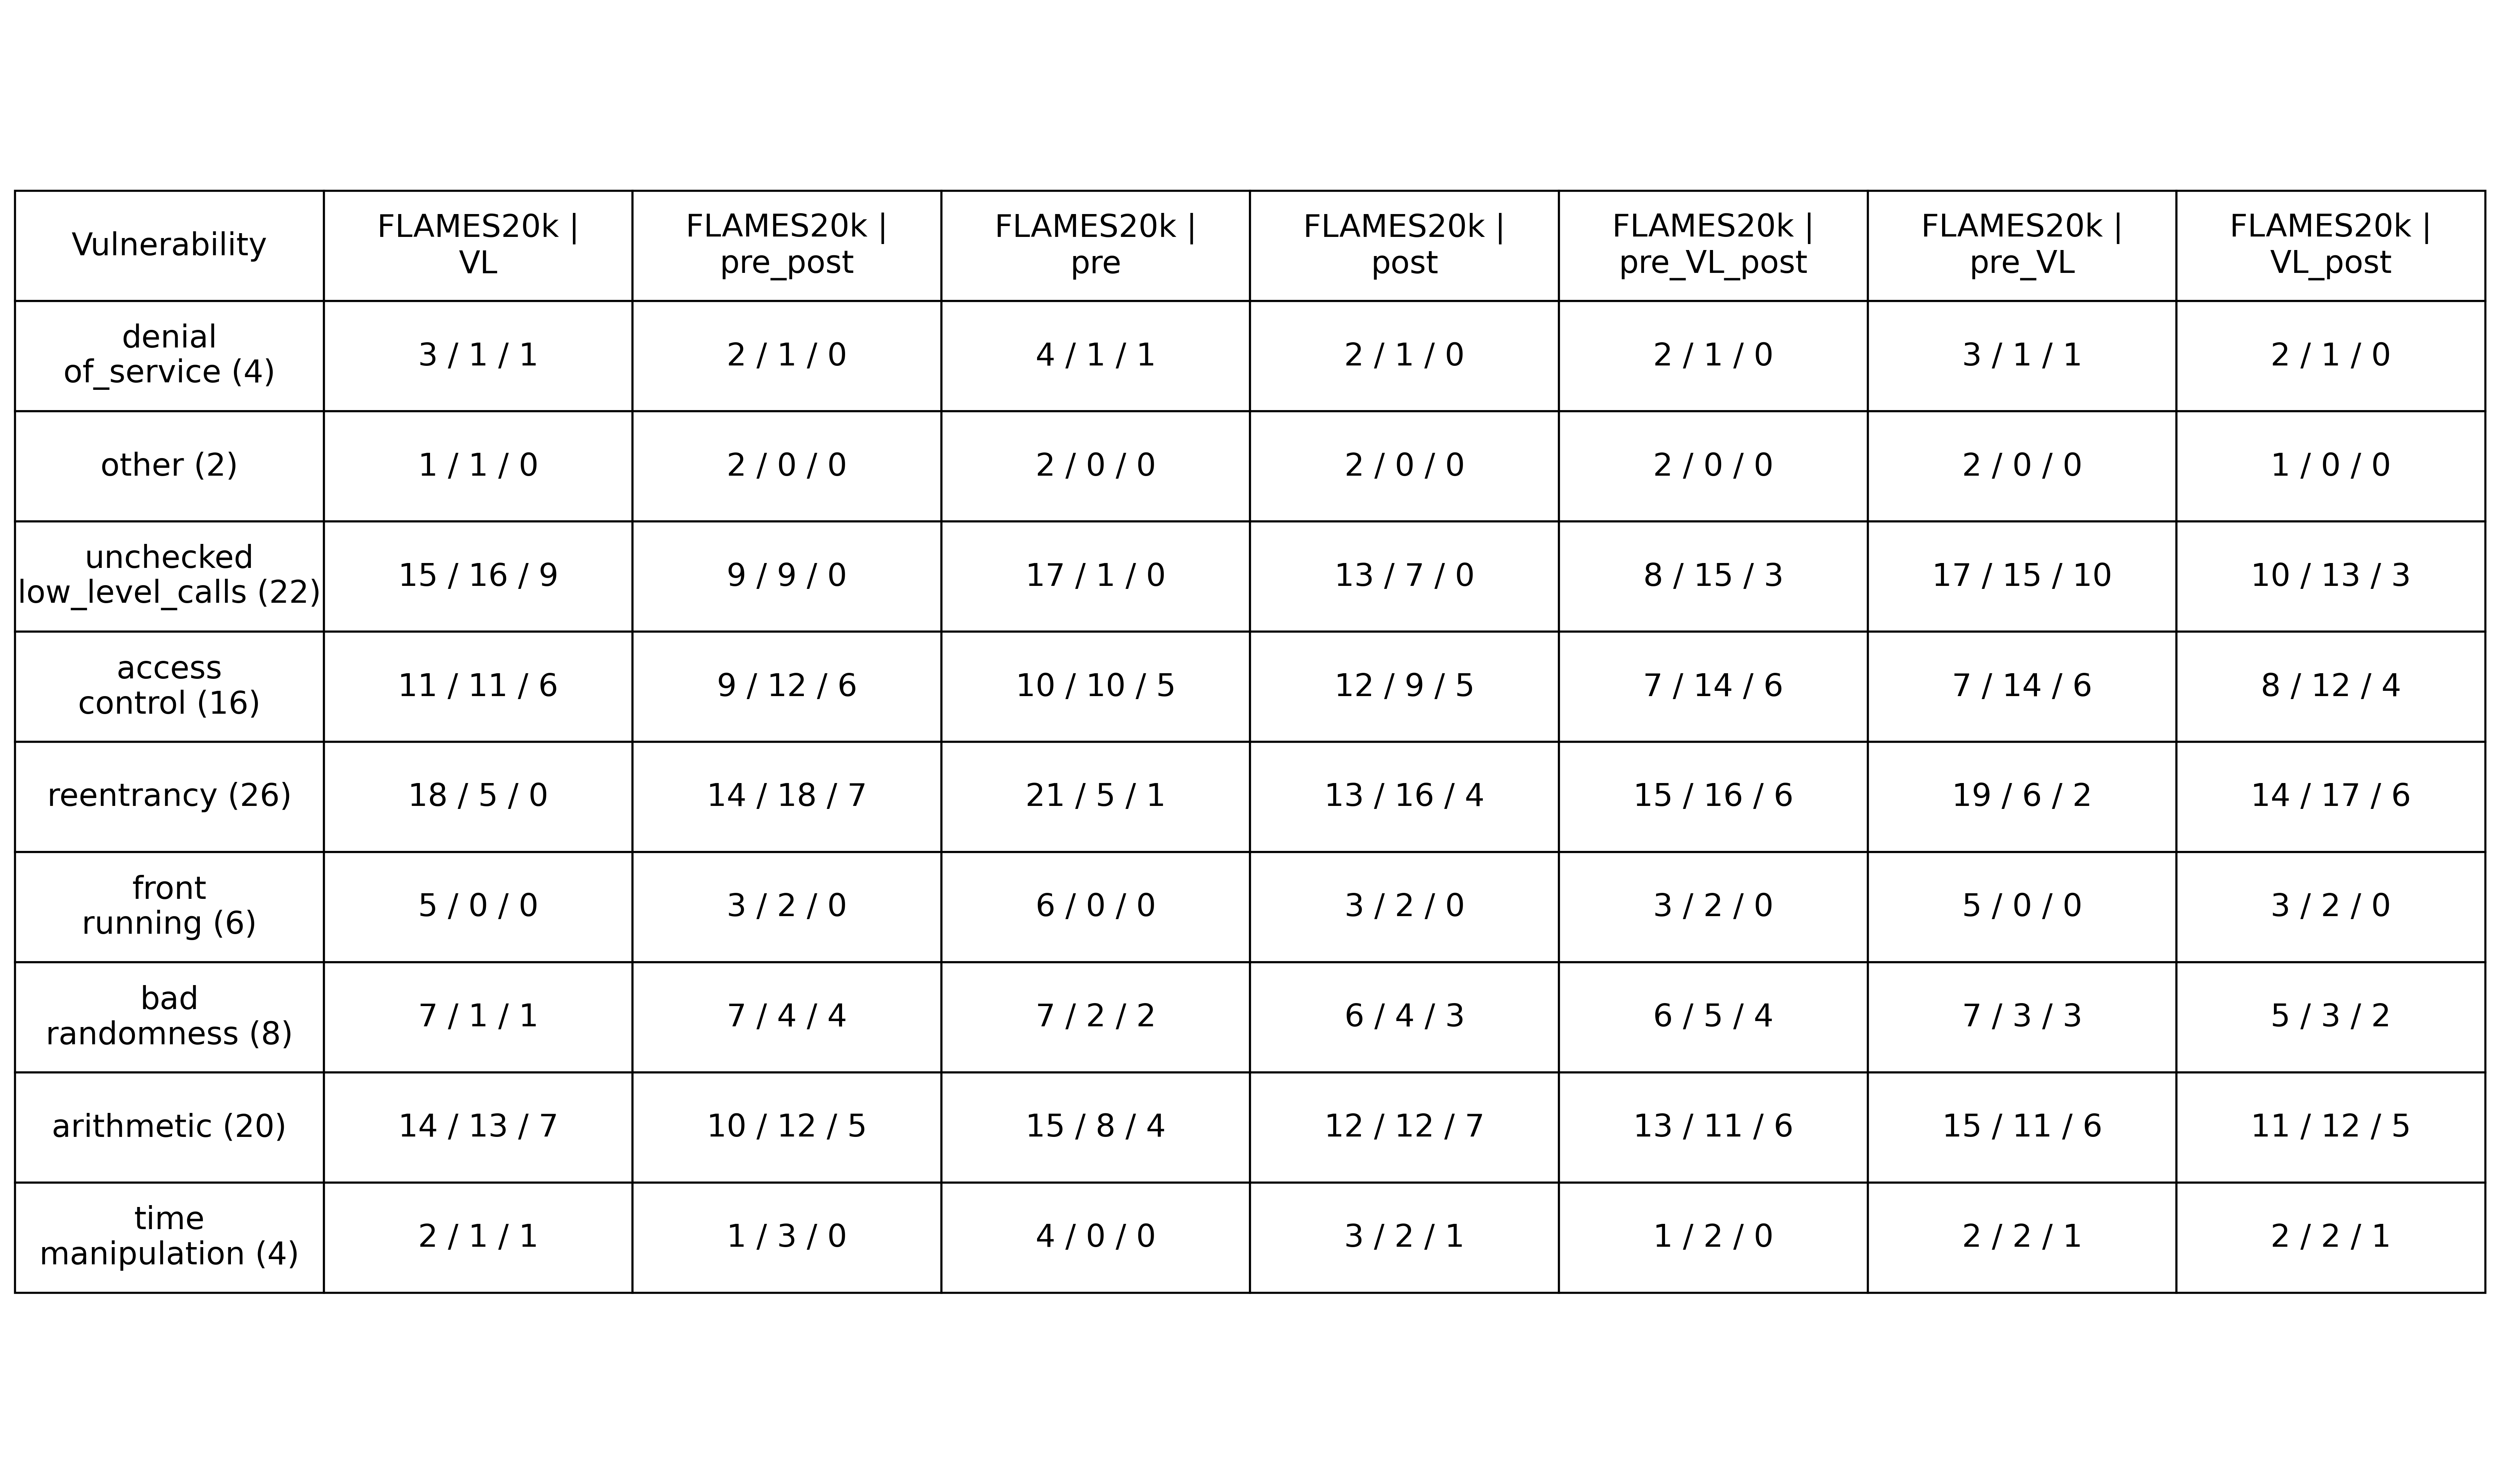 Vulnerability
FLAMES20k |
VL
FLAMES20k |
pre_post
FLAMES20k |
pre
FLAMES20k |
post
FLAMES20k |
pre_VL_post
FLAMES20k |
pre_VL
FLAMES20k |
VL_post
denial
of_service (4)
3 / 1 / 1
2 / 1 / 0
4 / 1 / 1
2 / 1 / 0
2 / 1 / 0
3 / 1 / 1
2 / 1 / 0
other (2)
1 / 1 / 0
2 / 0 / 0
2 / 0 / 0
2 / 0 / 0
2 / 0 / 0
2 / 0 / 0
1 / 0 / 0
unchecked
low_level_calls (22)
15 / 16 / 9
9 / 9 / 0
17 / 1 / 0
13 / 7 / 0
8 / 15 / 3
17 / 15 / 10
10 / 13 / 3
access
control (16)
11 / 11 / 6
9 / 12 / 6
10 / 10 / 5
12 / 9 / 5
7 / 14 / 6
7 / 14 / 6
8 / 12 / 4
reentrancy (26)
18 / 5 / 0
14 / 18 / 7
21 / 5 / 1
13 / 16 / 4
15 / 16 / 6
19 / 6 / 2
14 / 17 / 6
front
running (6)
5 / 0 / 0
3 / 2 / 0
6 / 0 / 0
3 / 2 / 0
3 / 2 / 0
5 / 0 / 0
3 / 2 / 0
bad
randomness (8)
7 / 1 / 1
7 / 4 / 4
7 / 2 / 2
6 / 4 / 3
6 / 5 / 4
7 / 3 / 3
5 / 3 / 2
arithmetic (20)
14 / 13 / 7
10 / 12 / 5
15 / 8 / 4
12 / 12 / 7
13 / 11 / 6
15 / 11 / 6
11 / 12 / 5
time
manipulation (4)
2 / 1 / 1
1 / 3 / 0
4 / 0 / 0
3 / 2 / 1
1 / 2 / 0
2 / 2 / 1
2 / 2 / 1